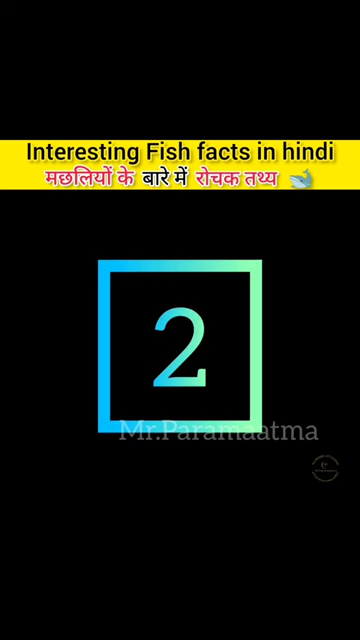 Interesting Fish facts in hindi
मछलियों के बारे में रोचक तथ्य 🐳
2
Mr.Paramaatma